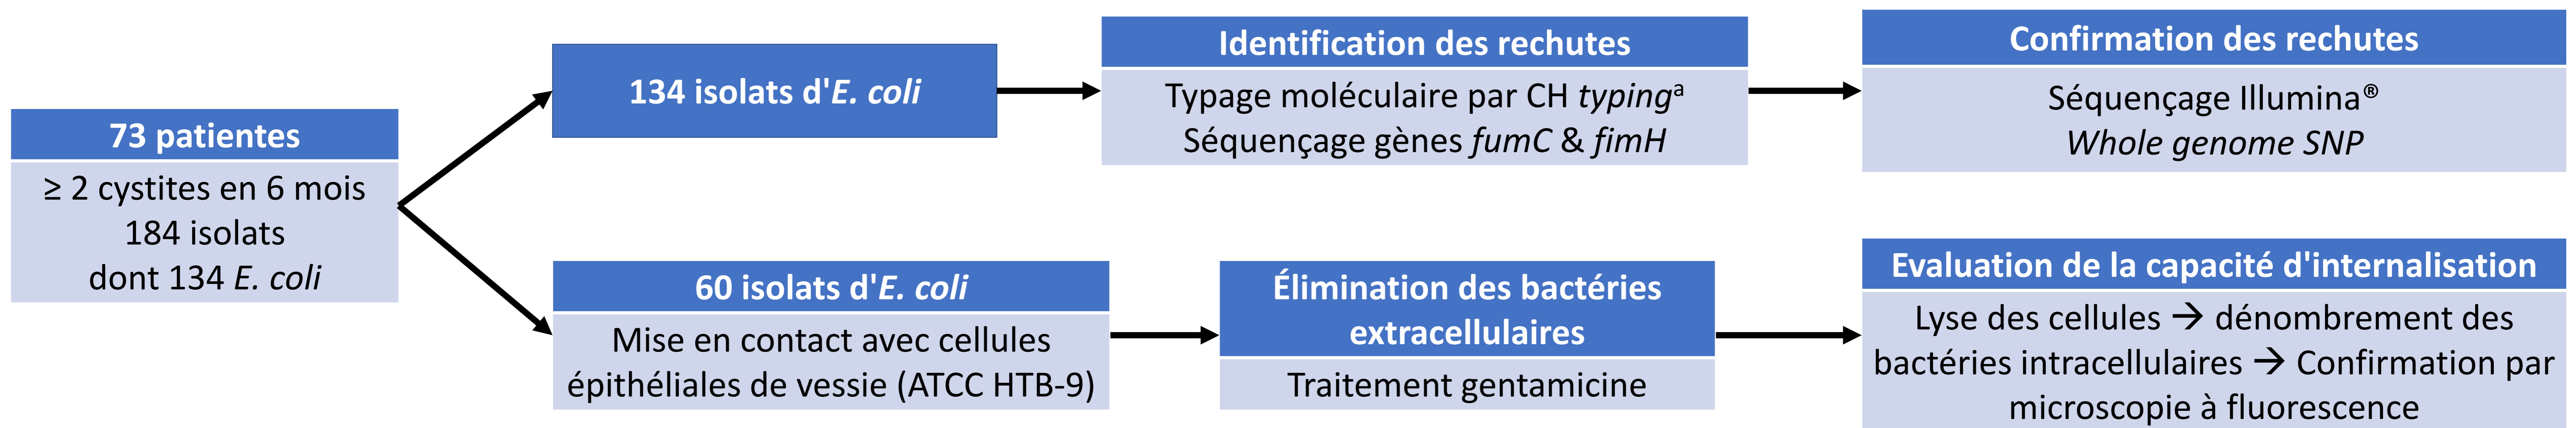 73 patientes
≥ 2 cystites en 6 mois
184 isolats
dont 134 E. coli
134 isolats d'E. coli
Identification des rechutes
Typage moléculaire par CH typingᵃ
Séquençage gènes fumC & fimH
Confirmation des rechutes
Séquençage Illumina®
Whole genome SNP
60 isolats d'E. coli
Mise en contact avec cellules
épithéliales de vessie (ATCC HTB-9)
Élimination des bactéries
extracellulaires
Traitement gentamicine
Evaluation de la capacité d'internalisation
Lyse des cellules → dénombrement des
bactéries intracellulaires → Confirmation par
microscopie à fluorescence